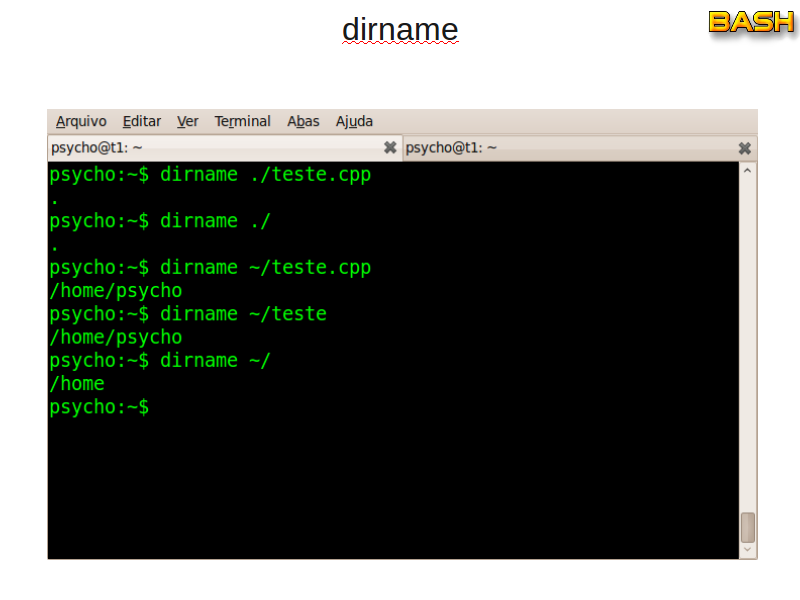 dirname
BASH
Arquivo Editar Ver Terminal Abas Ajuda
psycho@t1: ~ psycho@t1: ~
psycho:~$ dirname ./teste.cpp
.
psycho:~$ dirname ./
.
psycho:~$ dirname ~/teste.cpp
/home/psycho
psycho:~$ dirname ~/teste
/home/psycho
psycho:~$ dirname ~/
/home
psycho:~$